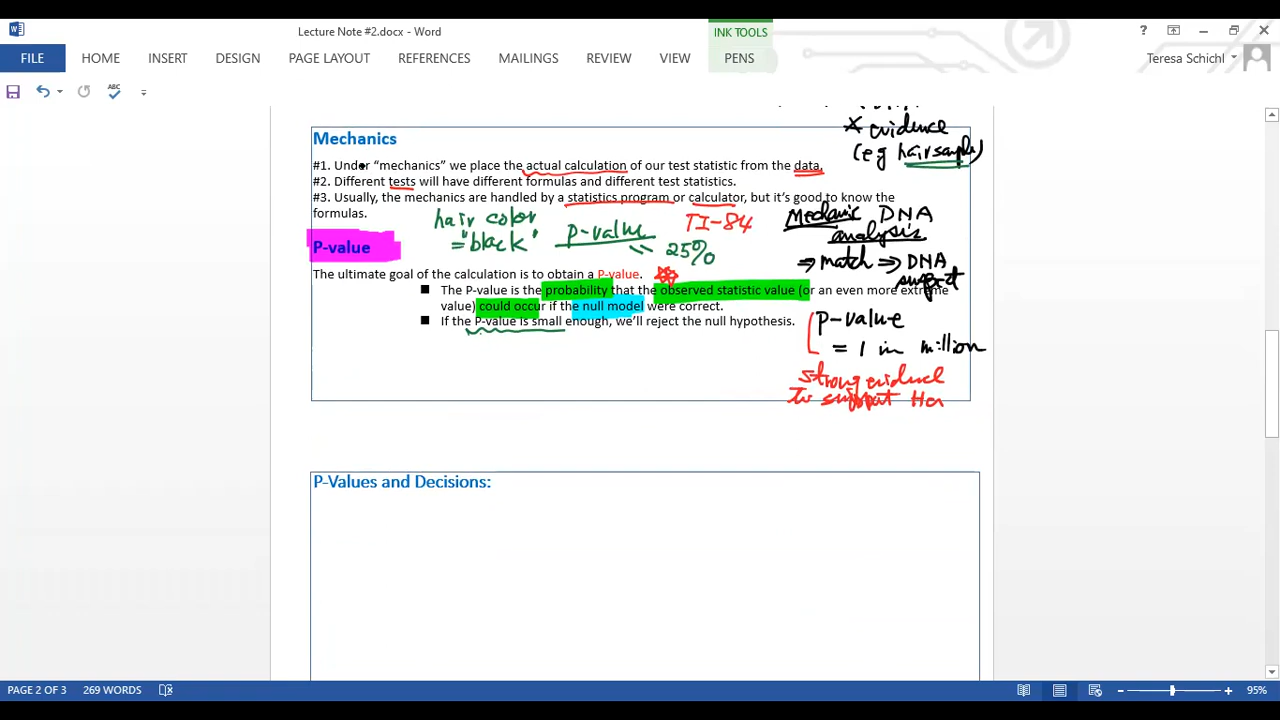 Lecture Note #2.docx - Word
INK TOOLS
?
FILE
HOME
INSERT
DESIGN
PAGE LAYOUT
REFERENCES
MAILINGS
REVIEW
VIEW
PENS
Teresa Schichl
ABC
evidence
(eg hair sample)
Mechanics
#1. Under “mechanics” we place the actual calculation of our test statistic from the data.
#2. Different tests will have different formulas and different test statistics.
#3. Usually, the mechanics are handled by a statistics program or calculator, but it’s good to know the
formulas.
hair color
= "black"
p-value
TI-84
25%
Mechanic DNA
analysis
⇒ match ⇒ DNA
suspect
P-value
The ultimate goal of the calculation is to obtain a P-value.
■ The P-value is the probability that the observed statistic value (or an even more extreme
value) could occur if the null model were correct.
■ If the P-value is small enough, we’ll reject the null hypothesis.
p-value
= 1 in million
strong evidence
to support Ha
P-Values and Decisions:
PAGE 2 OF 3
269 WORDS
95%